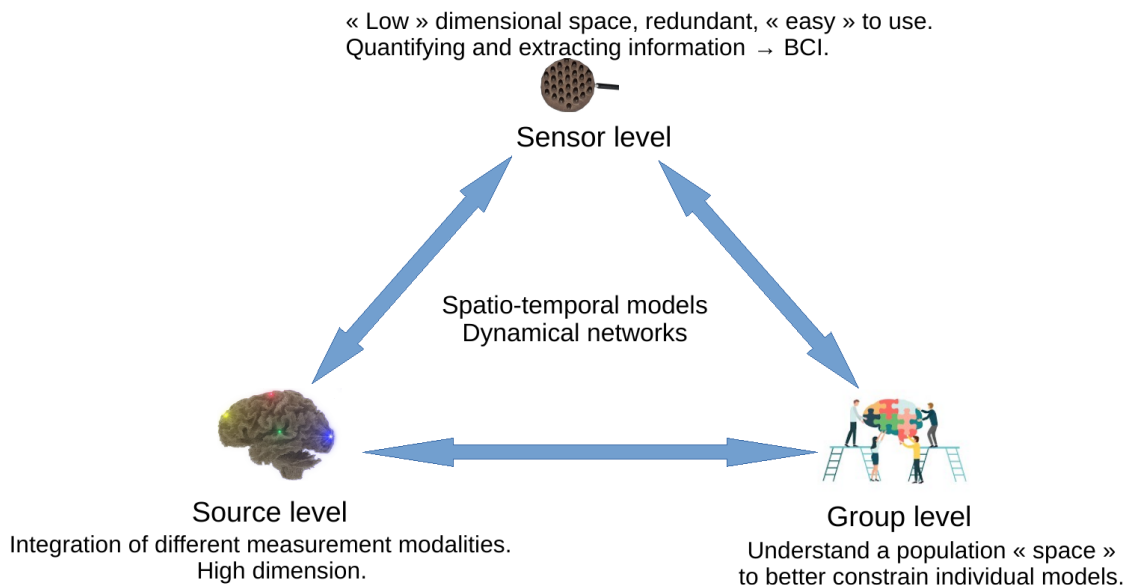 « Low » dimensional space, redundant, « easy » to use.
Quantifying and extracting information → BCI.
Sensor level
Spatio-temporal models
Dynamical networks
Source level
Integration of different measurement modalities.
High dimension.
Group level
Understand a population « space »
to better constrain individual models.